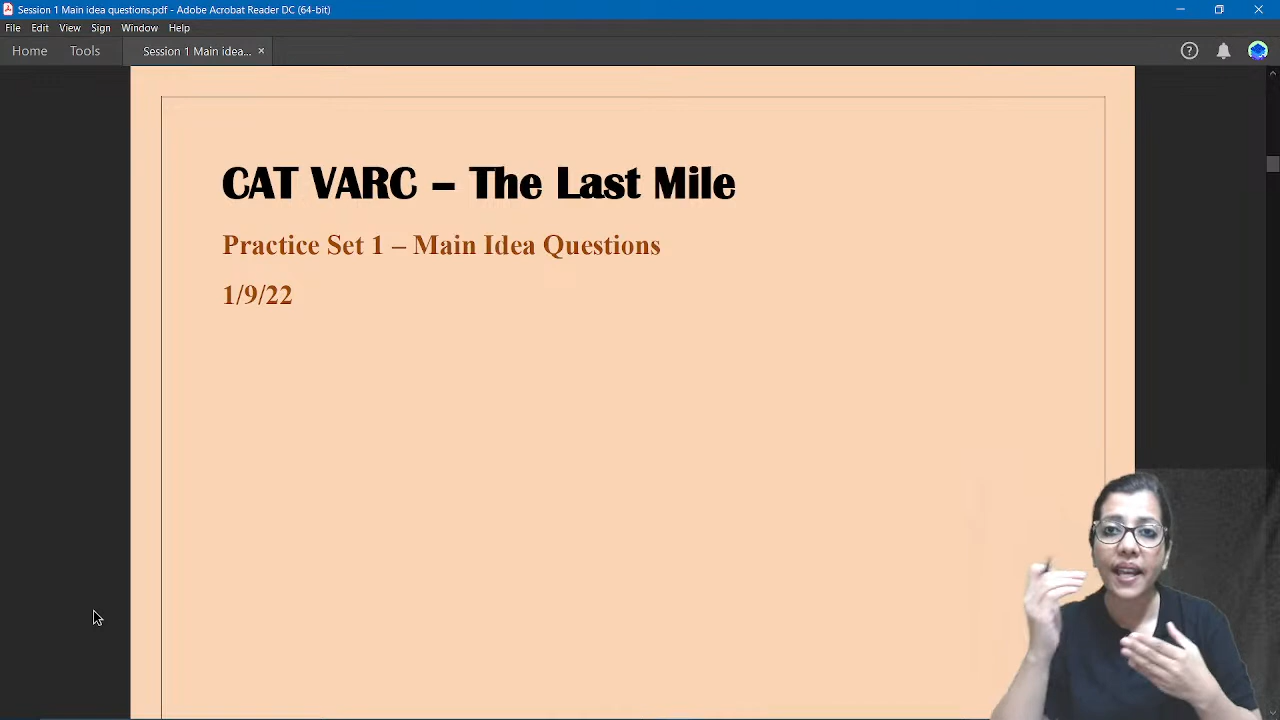 Session 1 Main idea questions.pdf - Adobe Acrobat Reader DC (64-bit)
File Edit View Sign Window Help
Home Tools Session 1 Main idea... ×
CAT VARC – The Last Mile
Practice Set 1 – Main Idea Questions
1/9/22